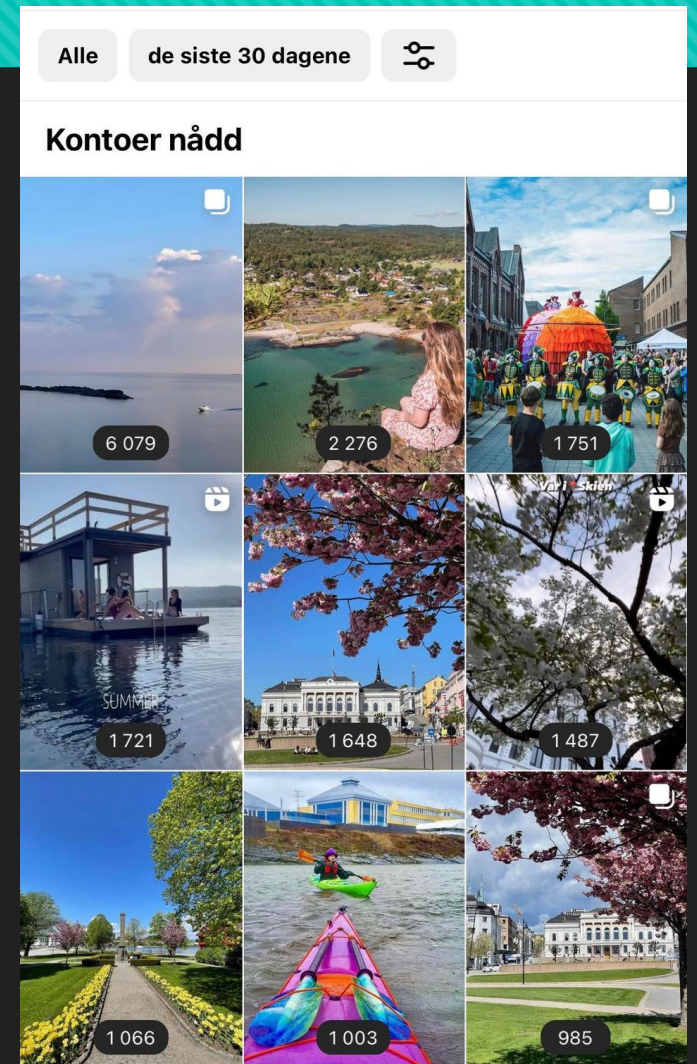 Alle
de siste 30 dagene
Kontoer nådd
6 079
2 276
1 751
SUMMER
1 721
1 648
Vår i Skien
1 487
1 066
1 003
985